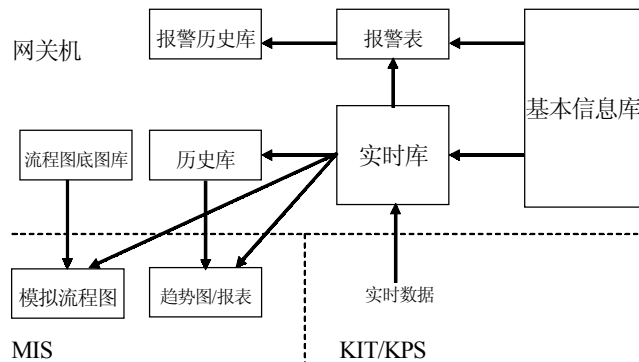 网关机
报警历史库
报警表
基本信息库
流程图底图库
历史库
实时库
模拟流程图
趋势图/报表
实时数据
MIS
KIT/KPS